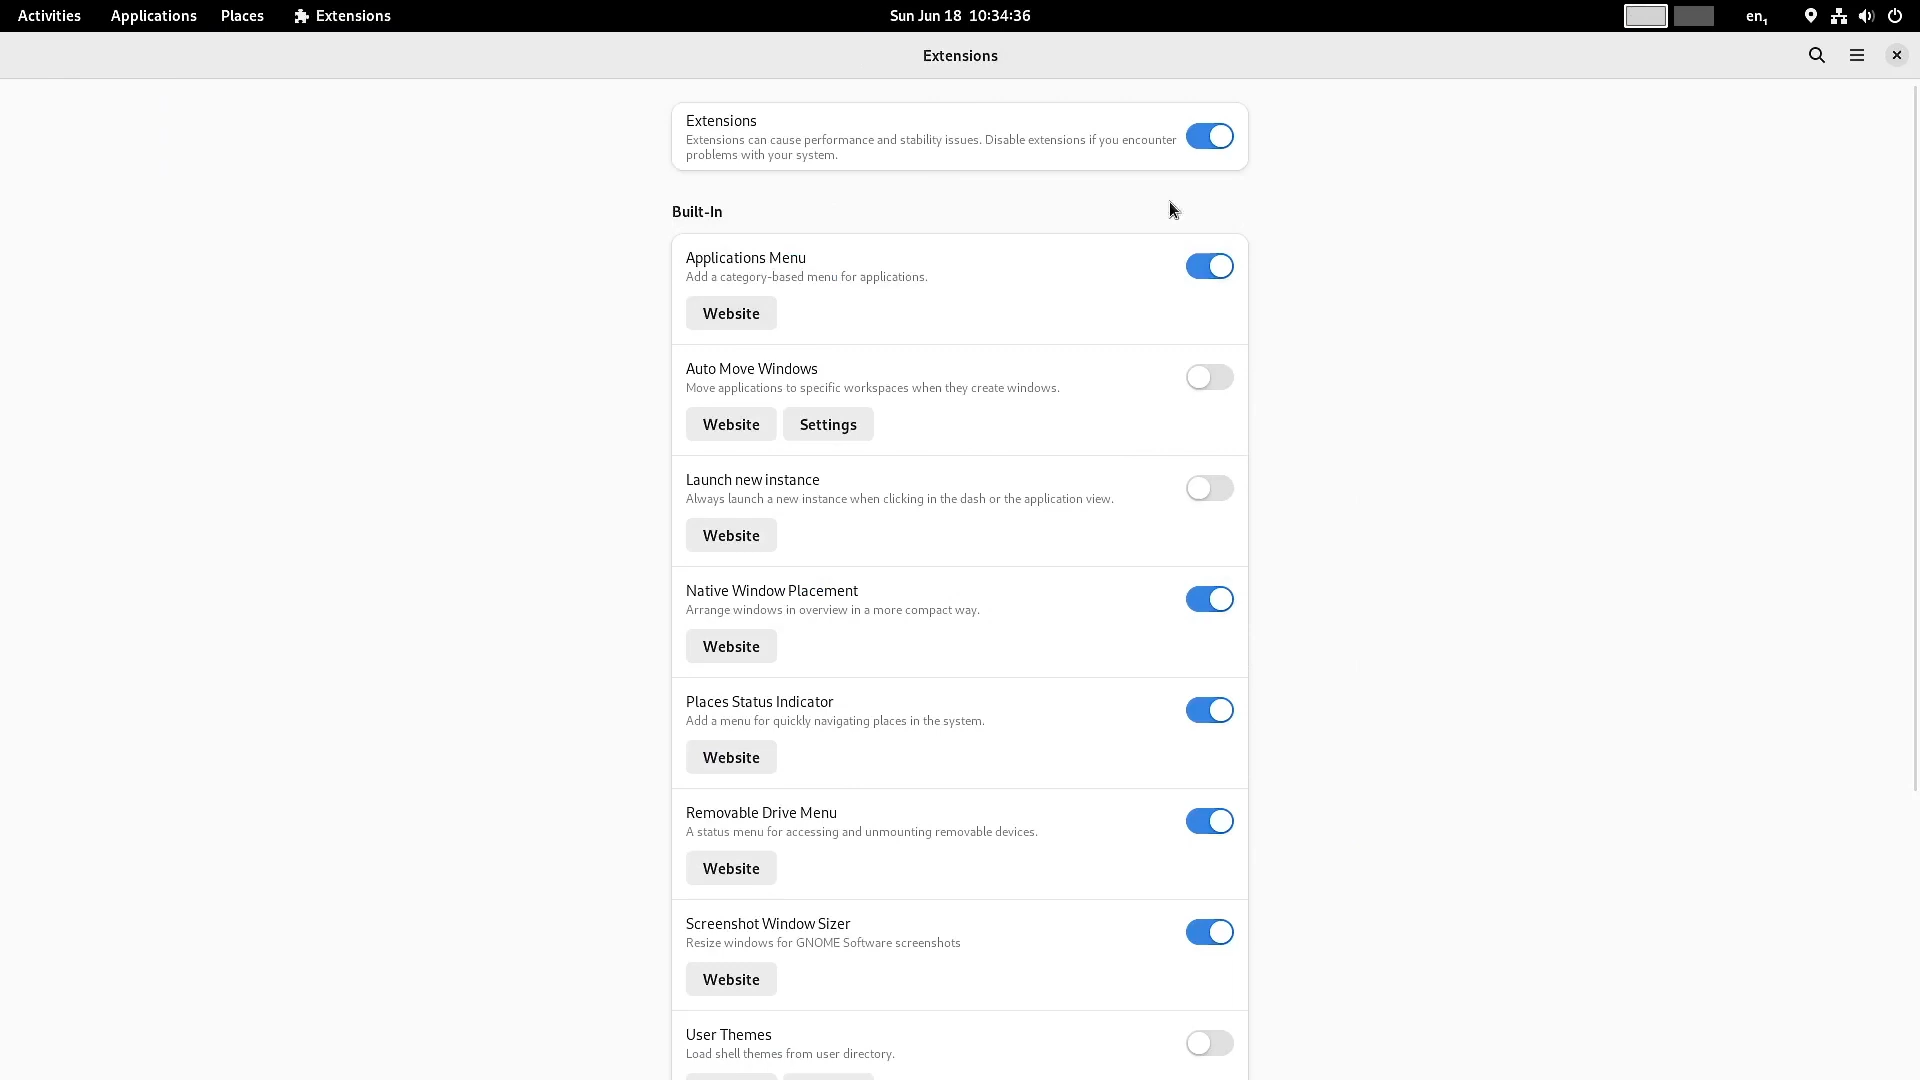 Activities Applications Places Extensions Sun Jun 18 10:34:36 en₁
Extensions
Extensions
Extensions can cause performance and stability issues. Disable extensions if you encounter
problems with your system.
Built-In
Applications Menu
Add a category-based menu for applications.
Website
Auto Move Windows
Move applications to specific workspaces when they create windows.
Website Settings
Launch new instance
Always launch a new instance when clicking in the dash or the application view.
Website
Native Window Placement
Arrange windows in overview in a more compact way.
Website
Places Status Indicator
Add a menu for quickly navigating places in the system.
Website
Removable Drive Menu
A status menu for accessing and unmounting removable devices.
Website
Screenshot Window Sizer
Resize windows for GNOME Software screenshots
Website
User Themes
Load shell themes from user directory.